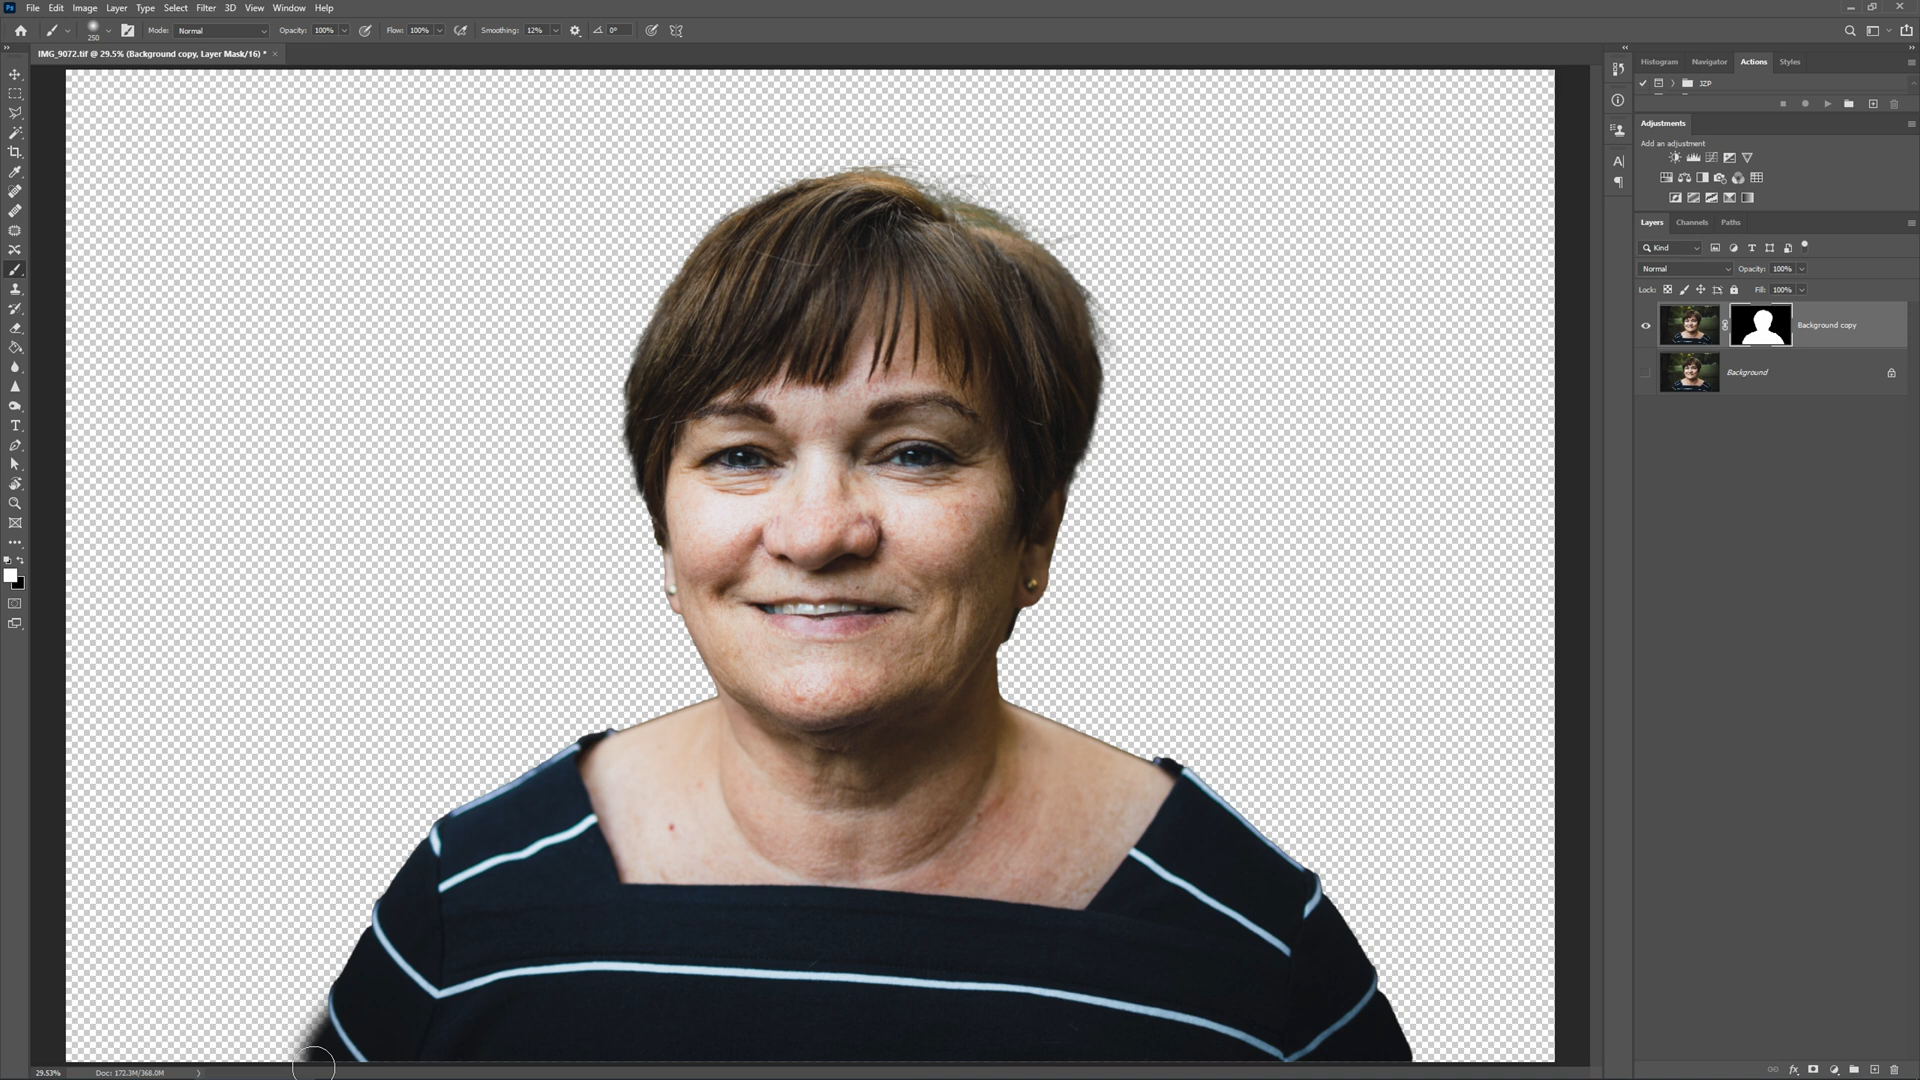 Ps File Edit Image Layer Type Select Filter 3D View Window Help
250 Mode: Normal Opacity: 100% Flow: 100% Smoothing: 12% 0°
IMG_9072.tif @ 29.5% (Background copy, Layer Mask/16) * ×
Histogram Navigator Actions Styles
JZP
Adjustments
Add an adjustment
Layers Channels Paths
Kind
Normal Opacity: 100%
Lock: Fill: 100%
Background copy
Background
29.53% Doc: 172.3M/368.0M